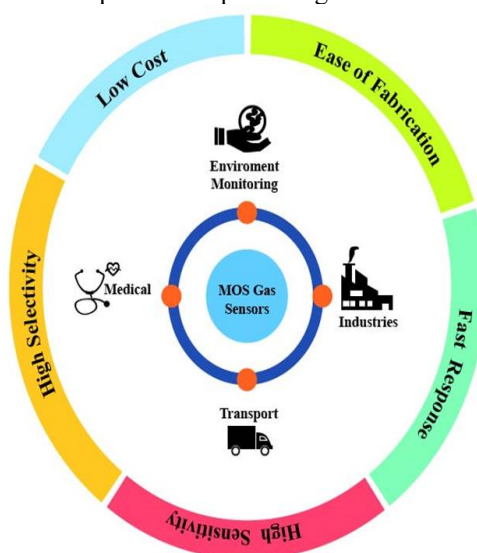 Low Cost
Ease of Fabrication
Enviroment
Monitoring
High Selectivity
Medical
MOS Gas
Sensors
Industries
Fast Response
Transport
High Sensitivity